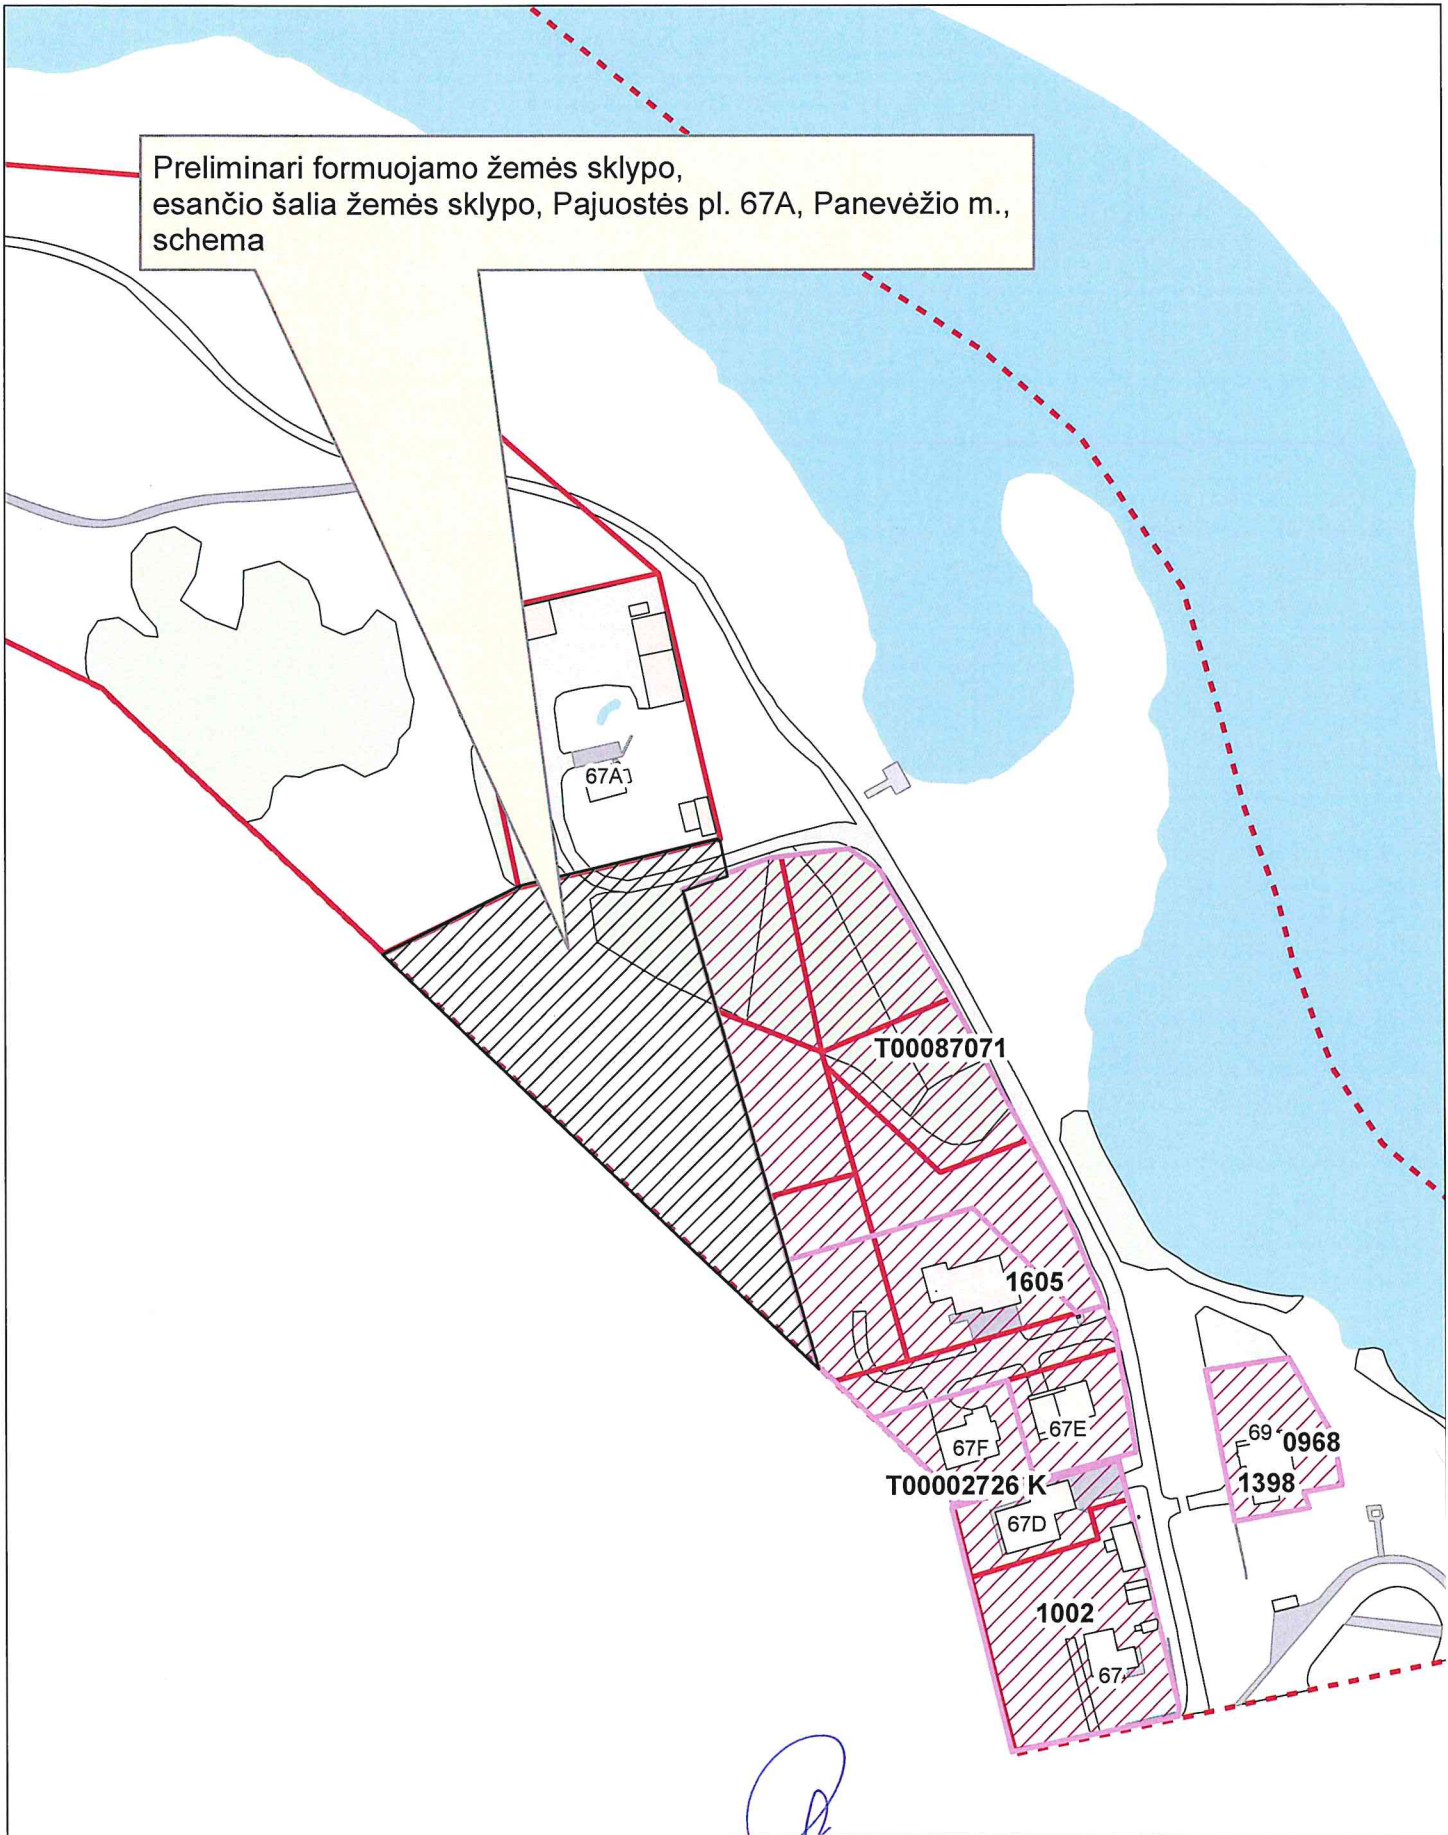 Preliminari formuojamo žemės sklypo,
esančio šalia žemės sklypo, Pajuostės pl. 67A, Panevėžio m.,
schema
67A
T00087071
1605
67F
67E
69
0968
1398
T00002726 K
67D
1002
67